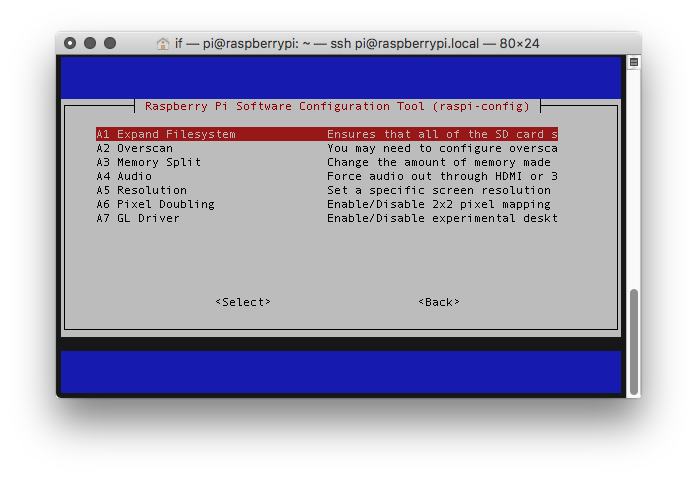 if — pi@raspberrypi: ~ — ssh pi@raspberrypi.local — 80×24
Raspberry Pi Software Configuration Tool (raspi-config)
A1 Expand Filesystem Ensures that all of the SD card s
A2 Overscan You may need to configure oversca
A3 Memory Split Change the amount of memory made
A4 Audio Force audio out through HDMI or 3
A5 Resolution Set a specific screen resolution
A6 Pixel Doubling Enable/Disable 2x2 pixel mapping
A7 GL Driver Enable/Disable experimental deskt
<Select> <Back>